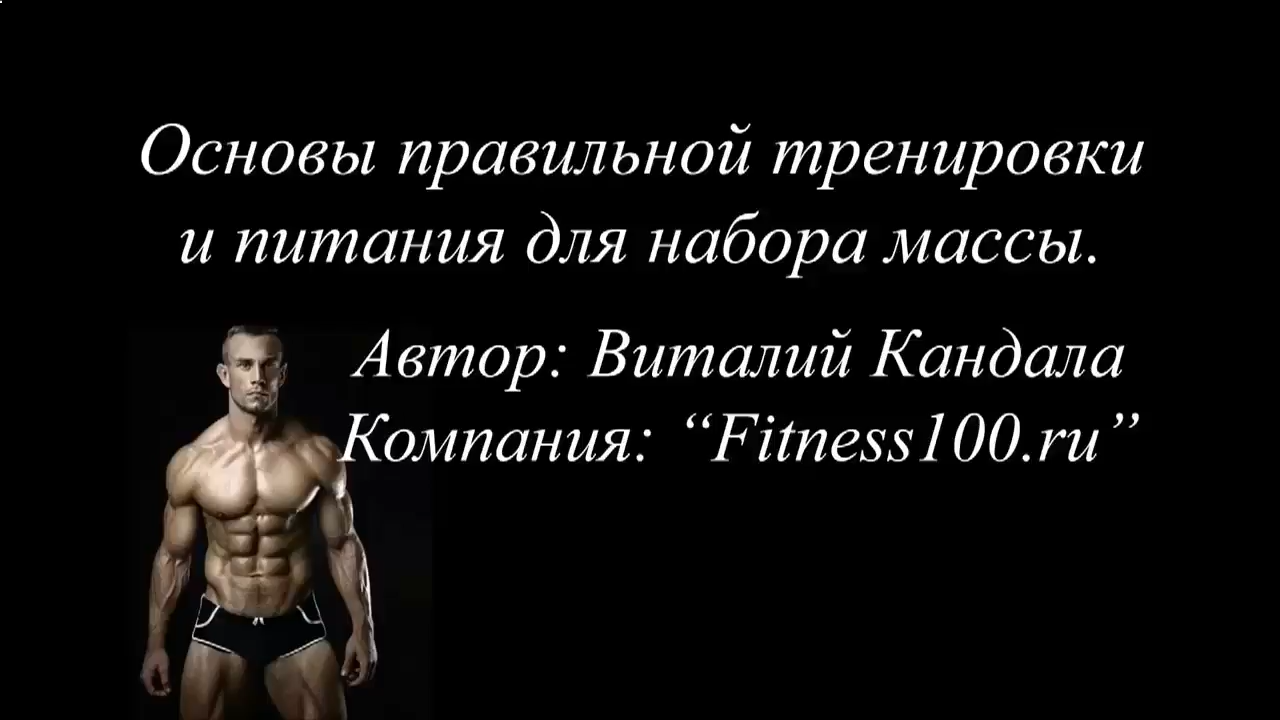 Основы правильной тренировки
и питания для набора массы.
Автор: Виталий Кандала
Компания: “Fitness100.ru”